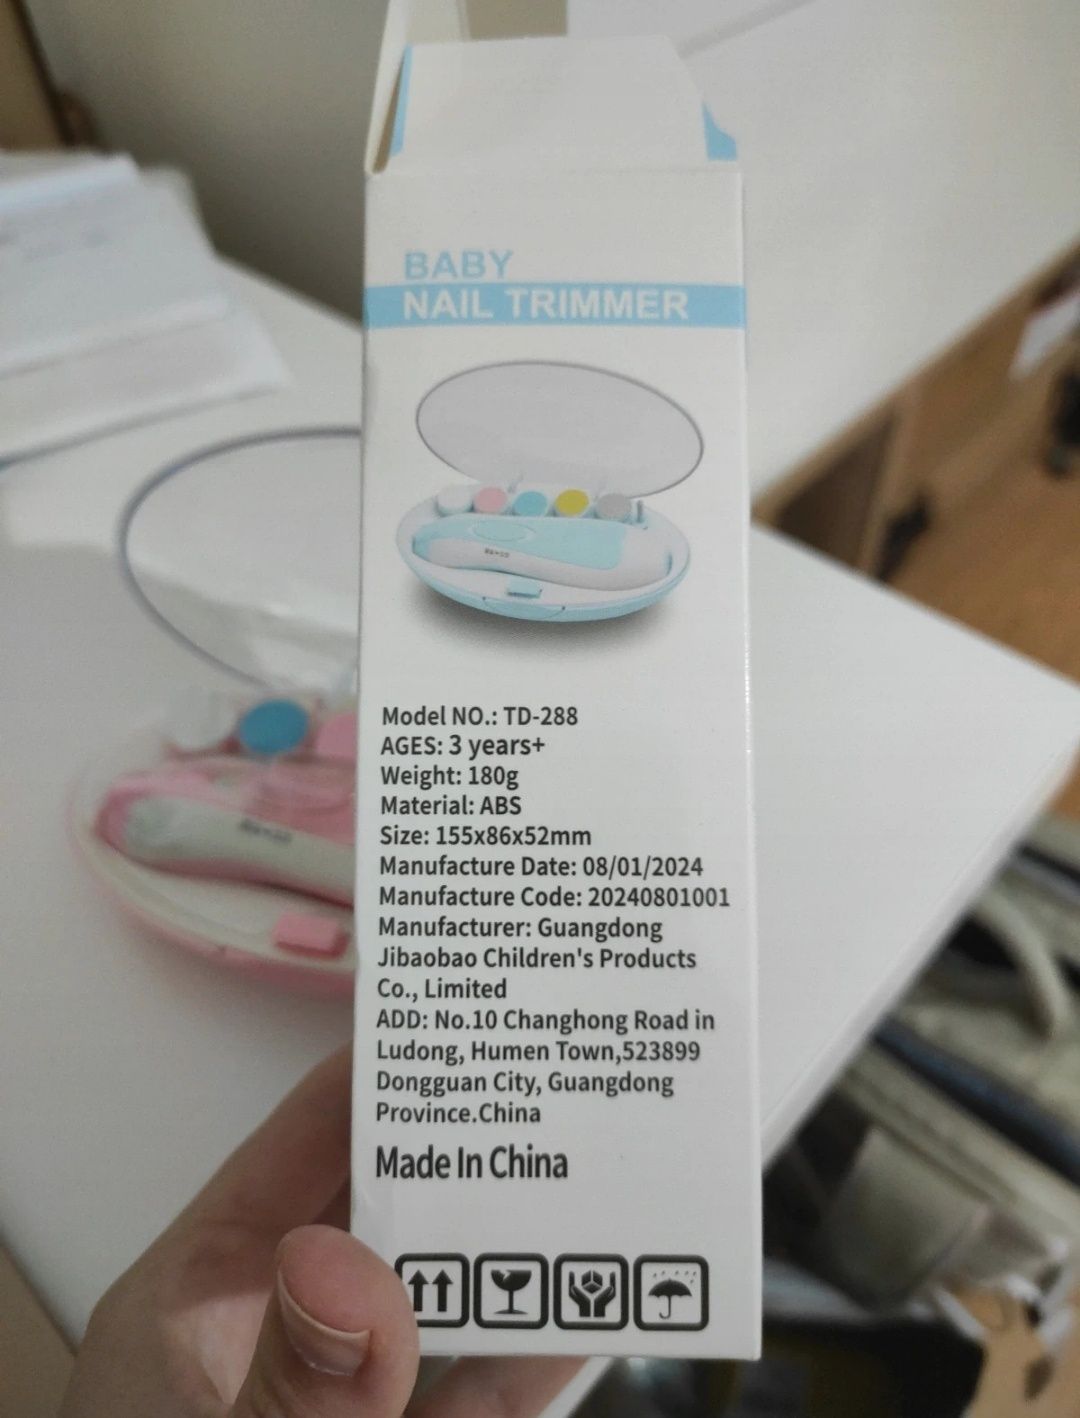 BABY
NAIL TRIMMER
Model NO.: TD-288
AGES: 3 years+
Weight: 180g
Material: ABS
Size: 155x86x52mm
Manufacture Date: 08/01/2024
Manufacture Code: 20240801001
Manufacturer: Guangdong
Jibaobao Children's Products
Co., Limited
ADD: No.10 Changhong Road in
Ludong, Humen Town,523899
Dongguan City, Guangdong
Province.China
Made In China